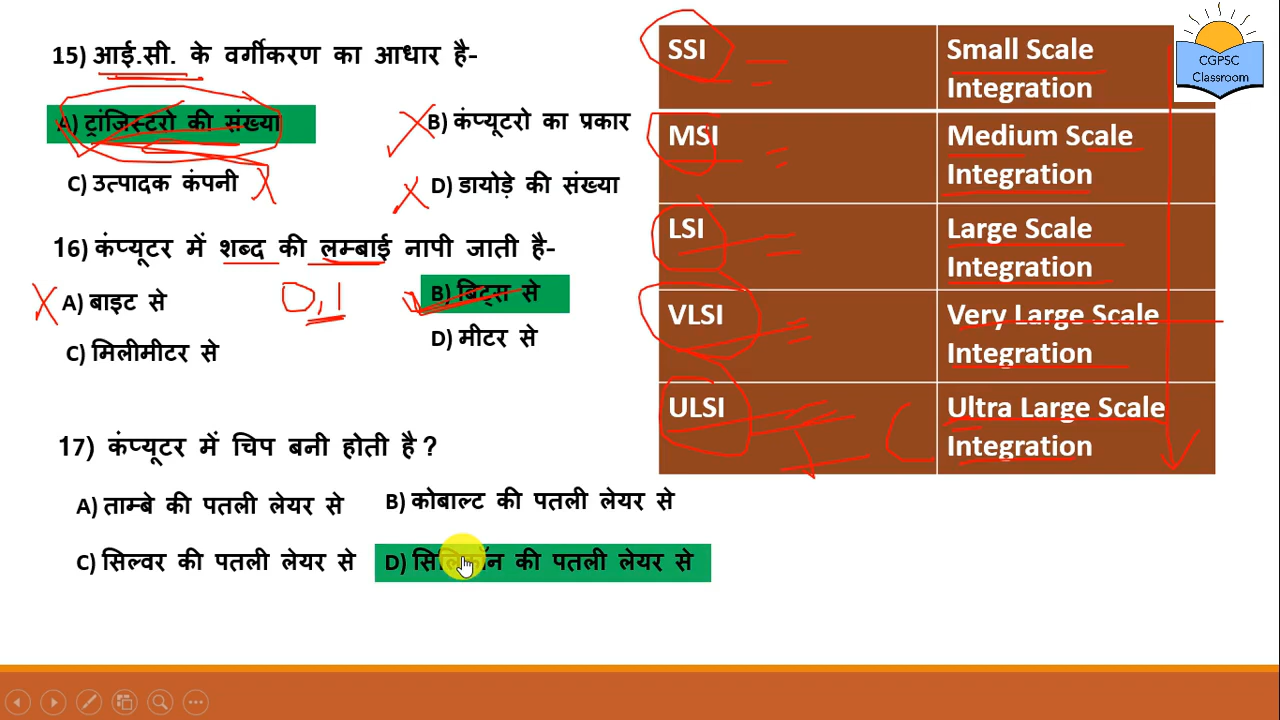 15) आई.सी. के वर्गीकरण का आधार है-
A) ट्रांजिस्टरो की संख्या
B) कंप्यूटरो का प्रकार
C) उत्पादक कंपनी
D) डायोड़े की संख्या
16) कंप्यूटर में शब्द की लम्बाई नापी जाती है-
A) बाइट से
0,1
B) बिट्स से
C) मिलीमीटर से
D) मीटर से
17) कंप्यूटर में चिप बनी होती है ?
A) ताम्बे की पतली लेयर से
B) कोबाल्ट की पतली लेयर से
C) सिल्वर की पतली लेयर से
D) सिलिकॉन की पतली लेयर से
SSI
Small Scale
Integration
MSI
Medium Scale
Integration
LSI
Large Scale
Integration
VLSI
Very Large Scale
Integration
ULSI
Ultra Large Scale
Integration
I C
CGPSC
Classroom